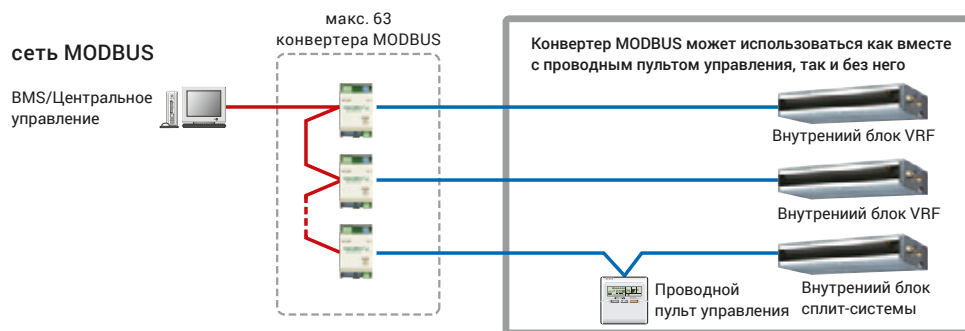 сеть MODBUS
BMS/Центральное
управление
макс. 63
конвертера MODBUS
Конвертер MODBUS может использоваться как вместе
с проводным пультом управления, так и без него
Внутрениий блок VRF
Внутрениий блок VRF
Проводной
пульт управления
Внутрениий блок
сплит-системы